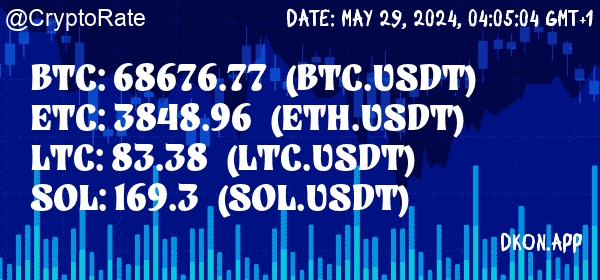 @CryptoRate
DATE: MAY 29, 2024, 04:05:04 GMT+1
BTC: 68676.77 (BTC.USDT)
ETC: 3848.96 (ETH.USDT)
LTC: 83.38 (LTC.USDT)
SOL: 169.3 (SOL.USDT)
DKON.APP